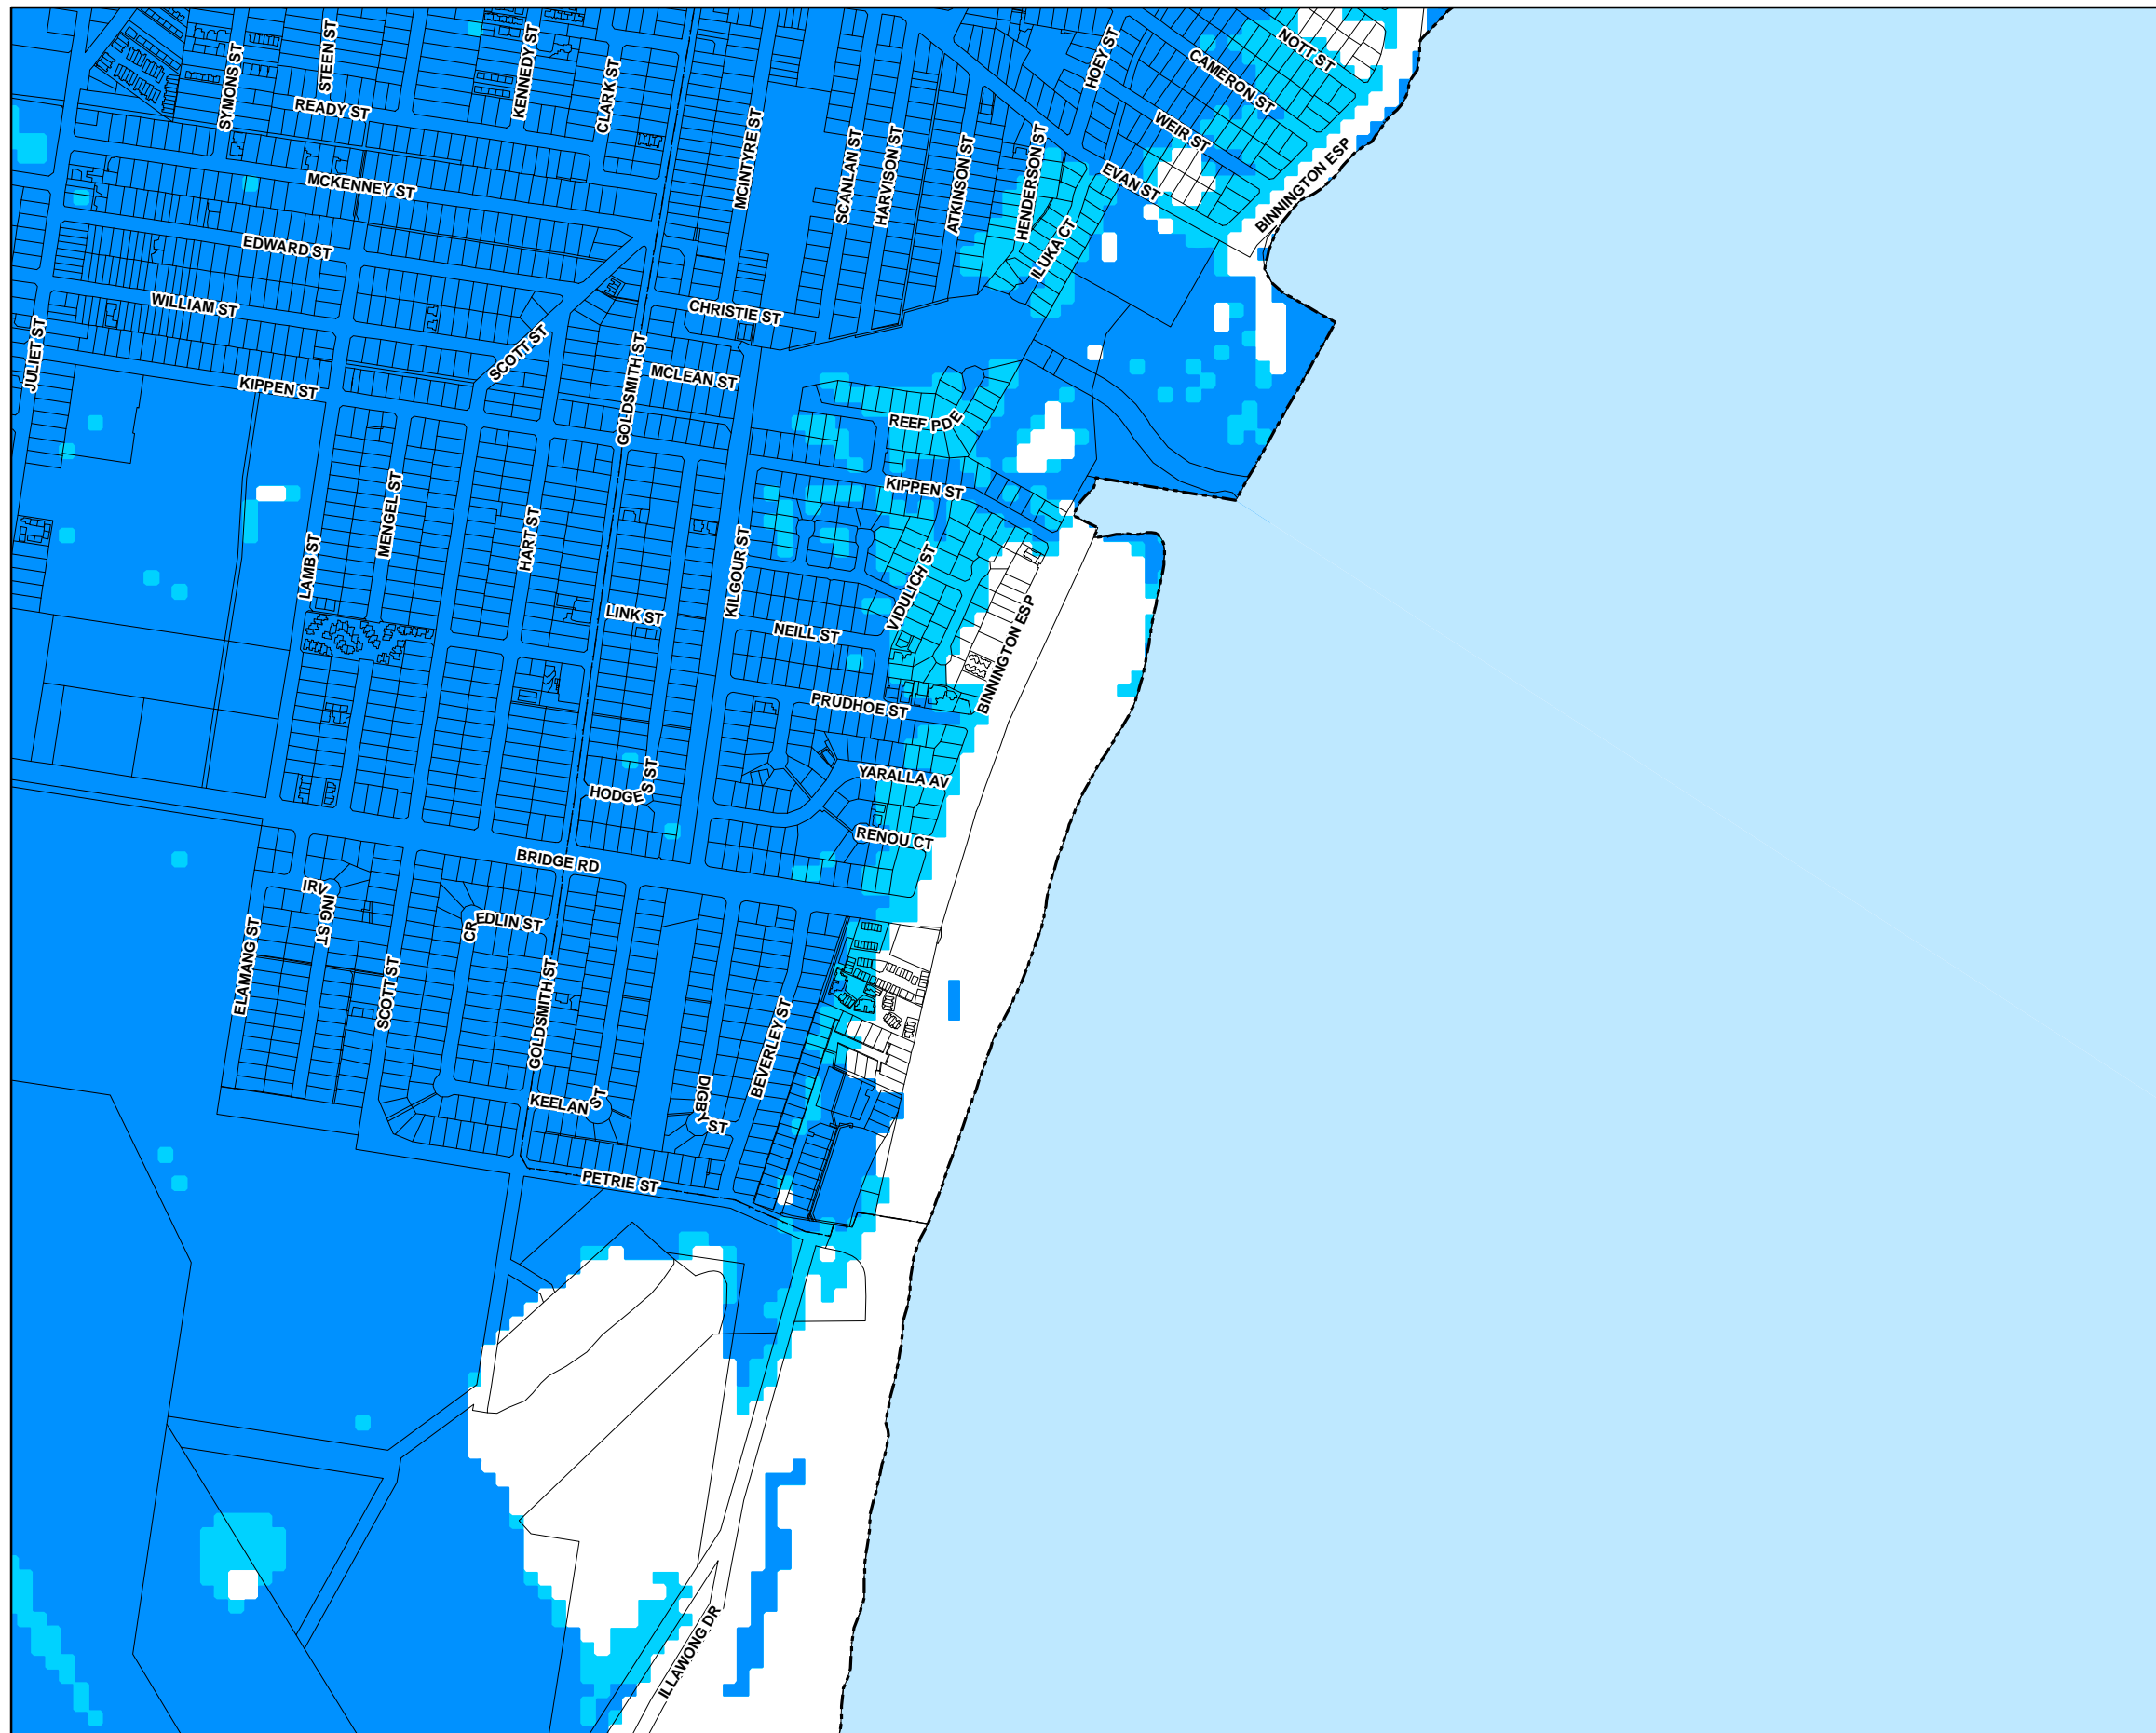 NOTT ST
STEEN ST
KENNEDY ST
SYMONS ST
HOEY ST
CAMERON ST
CLARK ST
READY ST
MCINTYRE ST
SCANLAN ST
HARVISON ST
ATKINSON ST
HENDERSON ST
WEIR ST
EVAN ST
BINNINGTON ESP
MCKENNEY ST
EDWARD ST
ILUKA CT
WILLIAM ST
CHRISTIE ST
JULIET ST
SCOTT ST
GOLDSMITH ST
MCLEAN ST
KIPPEN ST
REEF PDE
KIPPEN ST
MENGEL ST
HART ST
LAMB ST
KILGOUR ST
VIDULICH ST
LINK ST
NEILL ST
BINNINGTON ESP
PRUDHOE ST
YARALLA AV
HODGES ST
RENOU CT
BRIDGE RD
IRVING ST
EDLIN ST
CR
ELAMANG ST
SCOTT ST
GOLDSMITH ST
BEVERLEY ST
KEELAN ST
DIGBY ST
PETRIE ST
ILLAWONG DR